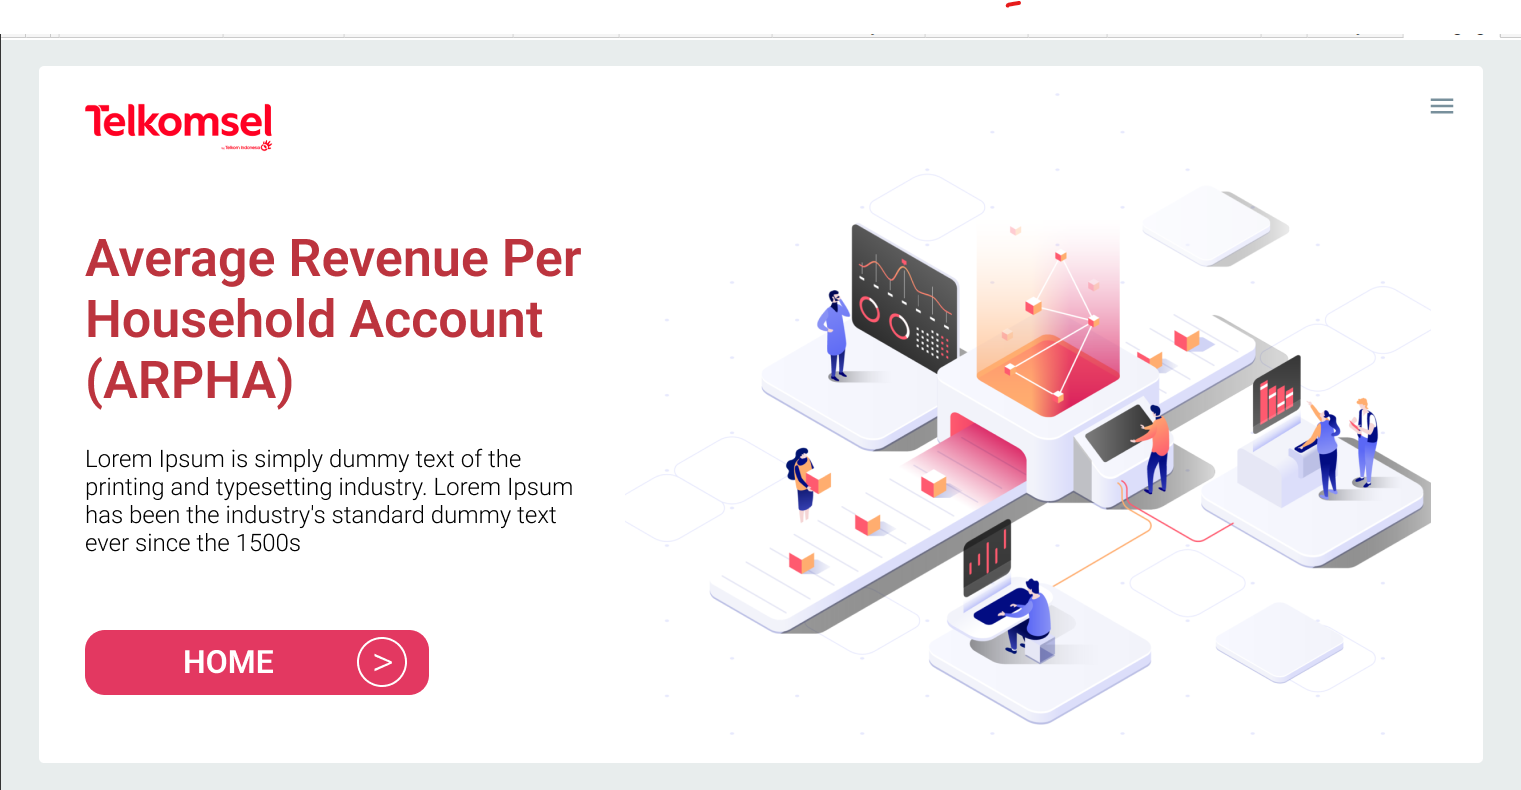 Telkomsel
by Telkom Indonesia
Average Revenue Per
Household Account
(ARPHA)
Lorem Ipsum is simply dummy text of the
printing and typesetting industry. Lorem Ipsum
has been the industry's standard dummy text
ever since the 1500s
HOME >